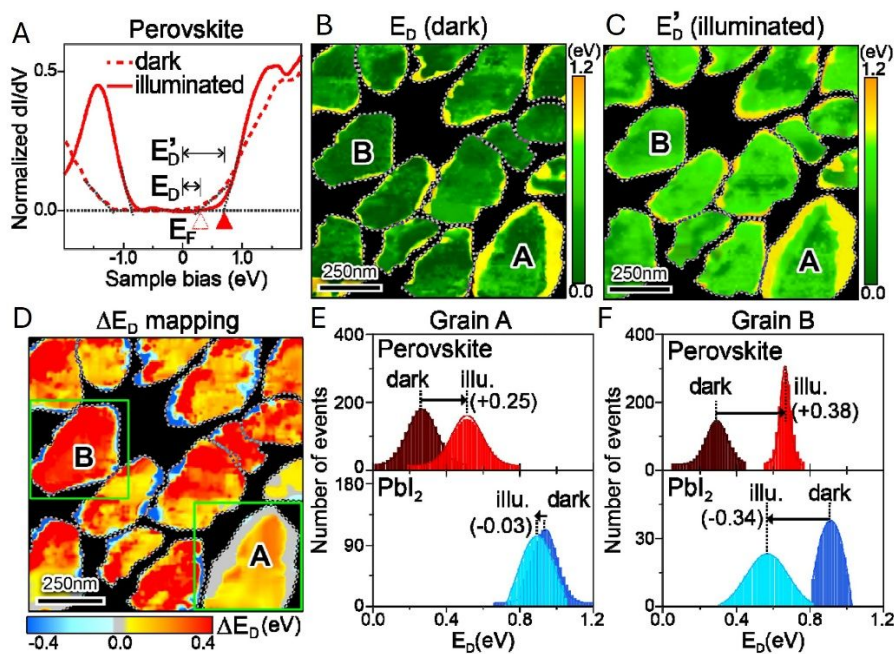 A
Perovskite
dark
illuminated
Normalized dI/dV
0.5
0.0
E'D
ED
EF
-1.0
0
1.0
Sample bias (eV)
B
ED (dark)
(eV)
1.2
0.0
B
A
250nm
C
E'D (illuminated)
(eV)
1.2
0.0
B
A
250nm
D
ΔED mapping
B
A
250nm
-0.4
0.0
0.4
ΔED(eV)
E
Grain A
Perovskite
dark
illu.
(+0.25)
400
200
0
Number of events
PbI2
illu.
(-0.03)
dark
180
90
0
0.0
0.4
0.8
1.2
ED(eV)
F
Grain B
Perovskite
dark
illu.
(+0.38)
400
200
0
Number of events
PbI2
illu.
(-0.34)
dark
60
30
0
0.0
0.4
0.8
1.2
ED(eV)